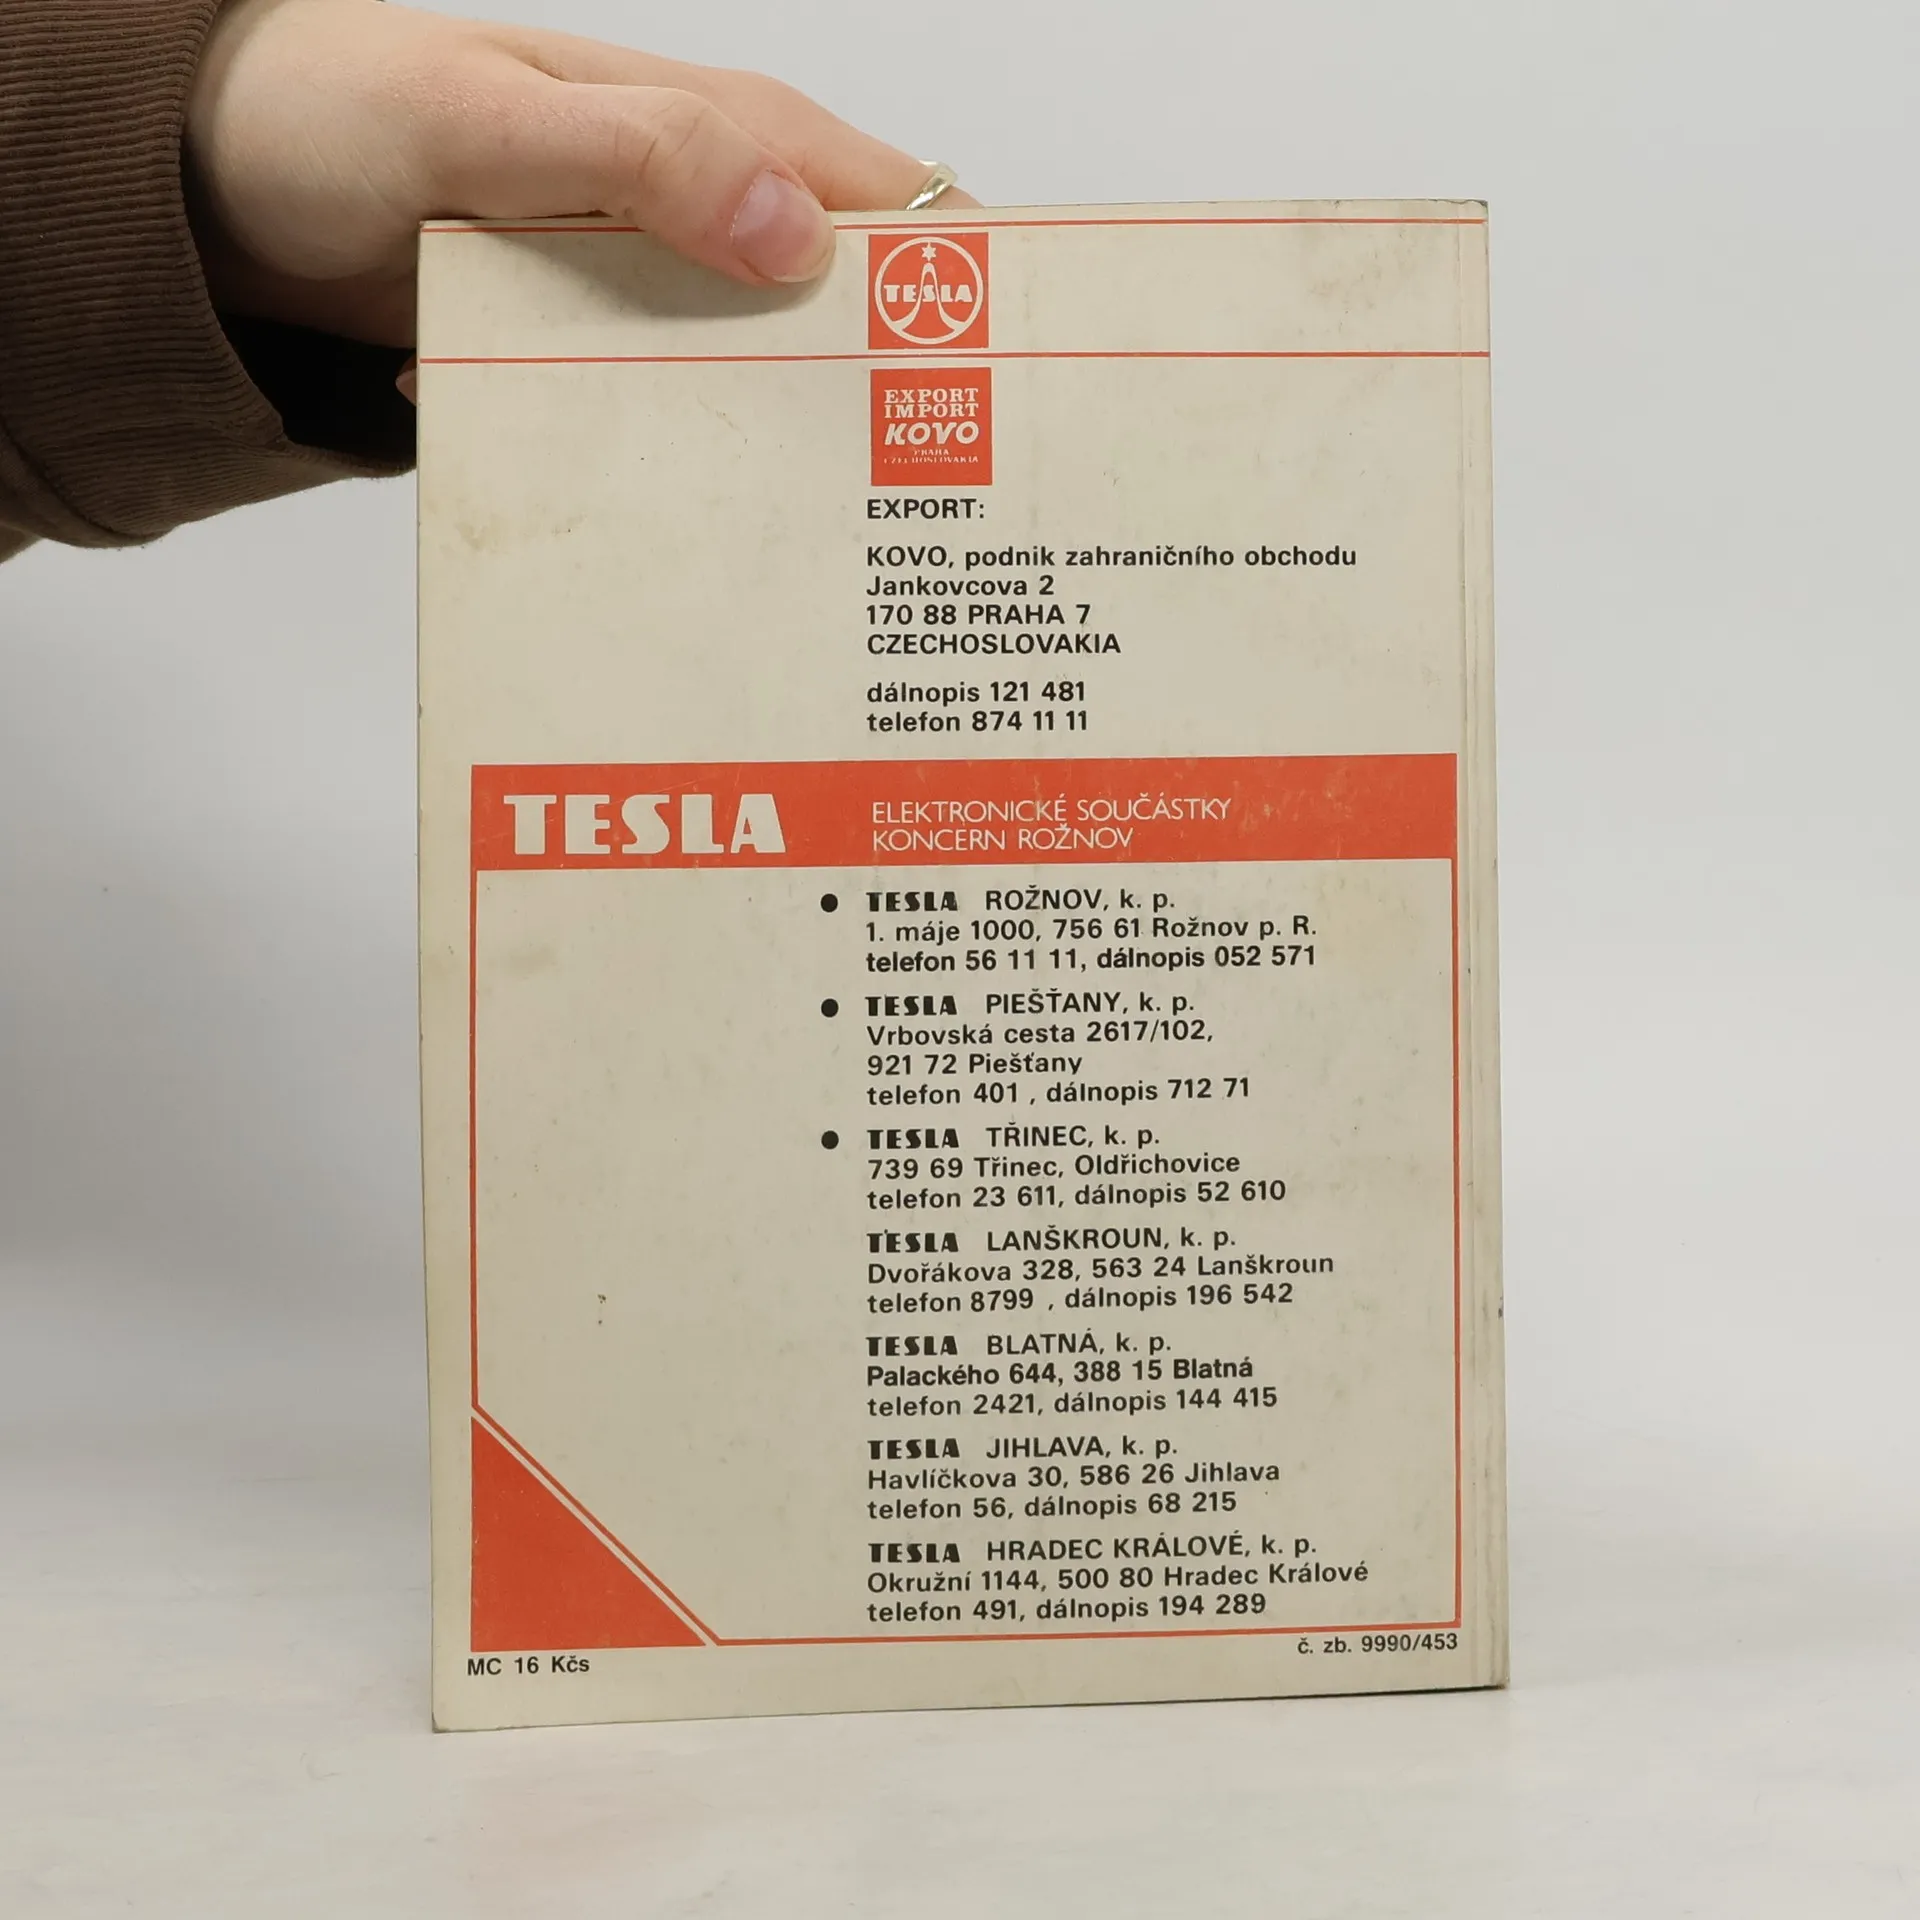 TESLA
EXPORT
IMPORT
KOVO
PRAHA
CZECHOSLOVAKIA
EXPORT:
KOVO, podnik zahraničního obchodu
Jankovcova 2
170 88 PRAHA 7
CZECHOSLOVAKIA
dálnopis 121 481
telefon 874 11 11
TESLA ELEKTRONICKÉ SOUČÁSTKY
KONCERN ROŽNOV
● TESLA ROŽNOV, k. p.
1. máje 1000, 756 61 Rožnov p. R.
telefon 56 11 11, dálnopis 052 571
● TESLA PIEŠŤANY, k. p.
Vrbovská cesta 2617/102,
921 72 Piešťany
telefon 401 , dálnopis 712 71
● TESLA TŘINEC, k. p.
739 69 Třinec, Oldřichovice
telefon 23 611, dálnopis 52 610
TESLA LANŠKROUN, k. p.
Dvořákova 328, 563 24 Lanškroun
telefon 8799 , dálnopis 196 542
TESLA BLATNÁ, k. p.
Palackého 644, 388 15 Blatná
telefon 2421, dálnopis 144 415
TESLA JIHLAVA, k. p.
Havlíčkova 30, 586 26 Jihlava
telefon 56, dálnopis 68 215
TESLA HRADEC KRÁLOVÉ, k. p.
Okružní 1144, 500 80 Hradec Králové
telefon 491, dálnopis 194 289
MC 16 Kčs
č. zb. 9990/453